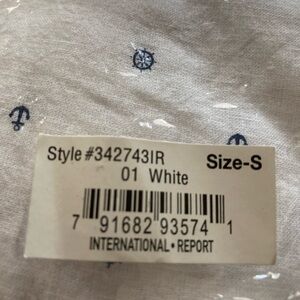 Style #342743IR Size-S
01 White
7 91682 93574 1
INTERNATIONAL • REPORT